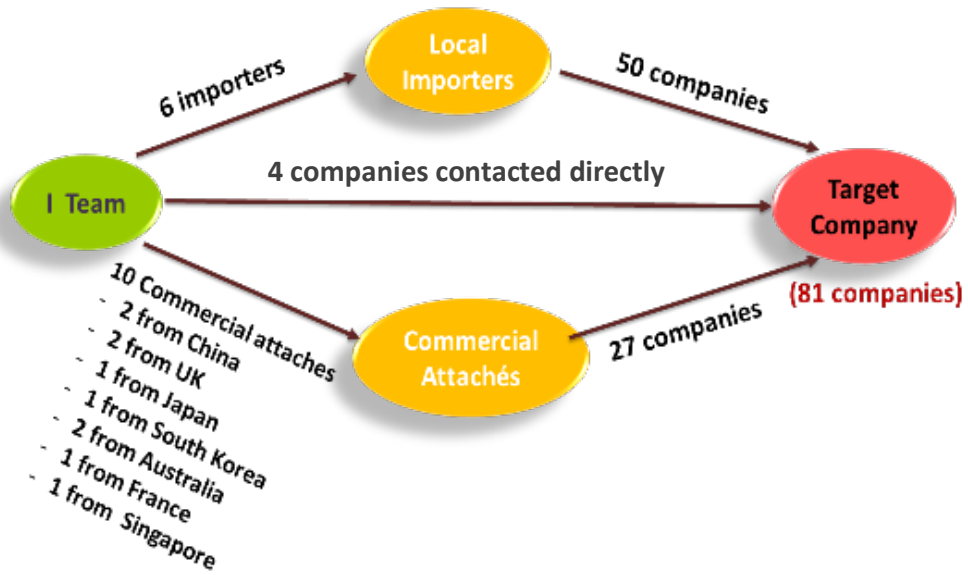 Local
Importers
6 importers
50 companies
4 companies contacted directly
I Team
Target
Company
(81 companies)
10 Commercial attaches
- 2 from China
- 2 from UK
- 1 from Japan
- 1 from South Korea
- 2 from Australia
- 1 from France
- 1 from Singapore
Commercial
Attachés
27 companies